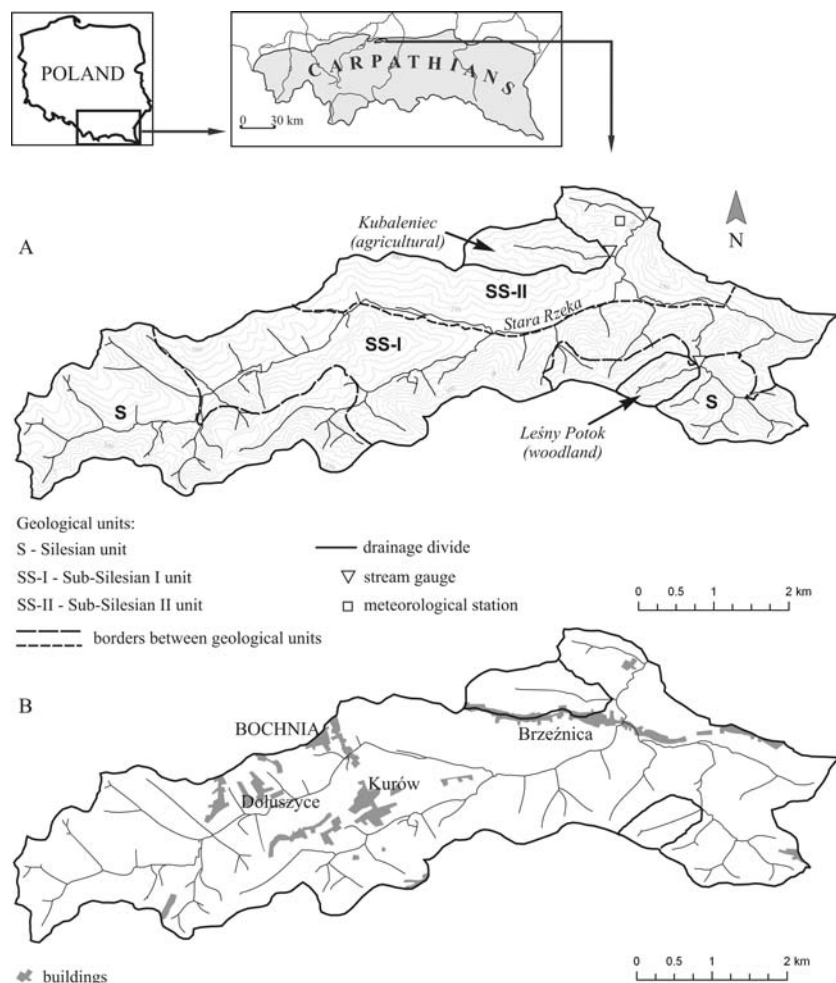 POLAND
CARPATHIANS
0 30 km
A
Kubaleniec
(agricultural)
N
SS-II
Stara Rzeka
SS-I
S
S
Leśny Potok
(woodland)
Geological units:
S - Silesian unit
drainage divide
SS-I - Sub-Silesian I unit
stream gauge
SS-II - Sub-Silesian II unit
meteorological station
0 0.5 1 2 km
borders between geological units
B
BOCHNIA
Brzeźnica
Kurów
Dołuszyce
buildings
0 0.5 1 2 km